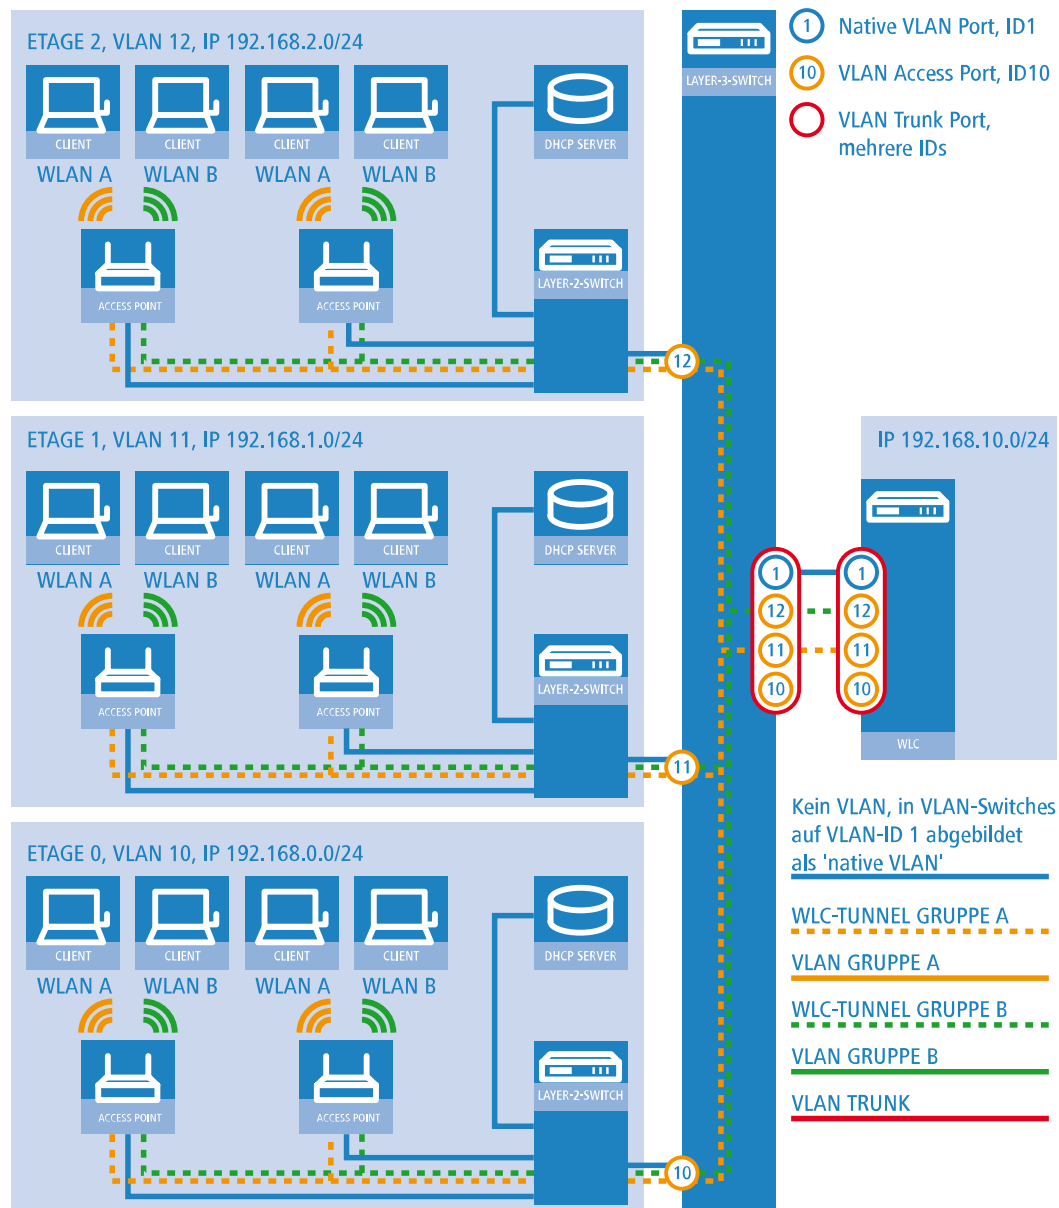 ETAGE 2, VLAN 12, IP 192.168.2.0/24
CLIENT CLIENT CLIENT CLIENT DHCP SERVER
WLAN A WLAN B WLAN A WLAN B
ACCESS POINT ACCESS POINT LAYER-2-SWITCH
12
ETAGE 1, VLAN 11, IP 192.168.1.0/24
CLIENT CLIENT CLIENT CLIENT DHCP SERVER
WLAN A WLAN B WLAN A WLAN B
ACCESS POINT ACCESS POINT LAYER-2-SWITCH
11
ETAGE 0, VLAN 10, IP 192.168.0.0/24
CLIENT CLIENT CLIENT CLIENT DHCP SERVER
WLAN A WLAN B WLAN A WLAN B
ACCESS POINT ACCESS POINT LAYER-2-SWITCH
10
LAYER-3-SWITCH
1 Native VLAN Port, ID1
10 VLAN Access Port, ID10
VLAN Trunk Port,
mehrere IDs
IP 192.168.10.0/24
1 1
12 12
11 11
10 10
WLC
Kein VLAN, in VLAN-Switches
auf VLAN-ID 1 abgebildet
als 'native VLAN'
WLC-TUNNEL GRUPPE A
VLAN GRUPPE A
WLC-TUNNEL GRUPPE B
VLAN GRUPPE B
VLAN TRUNK